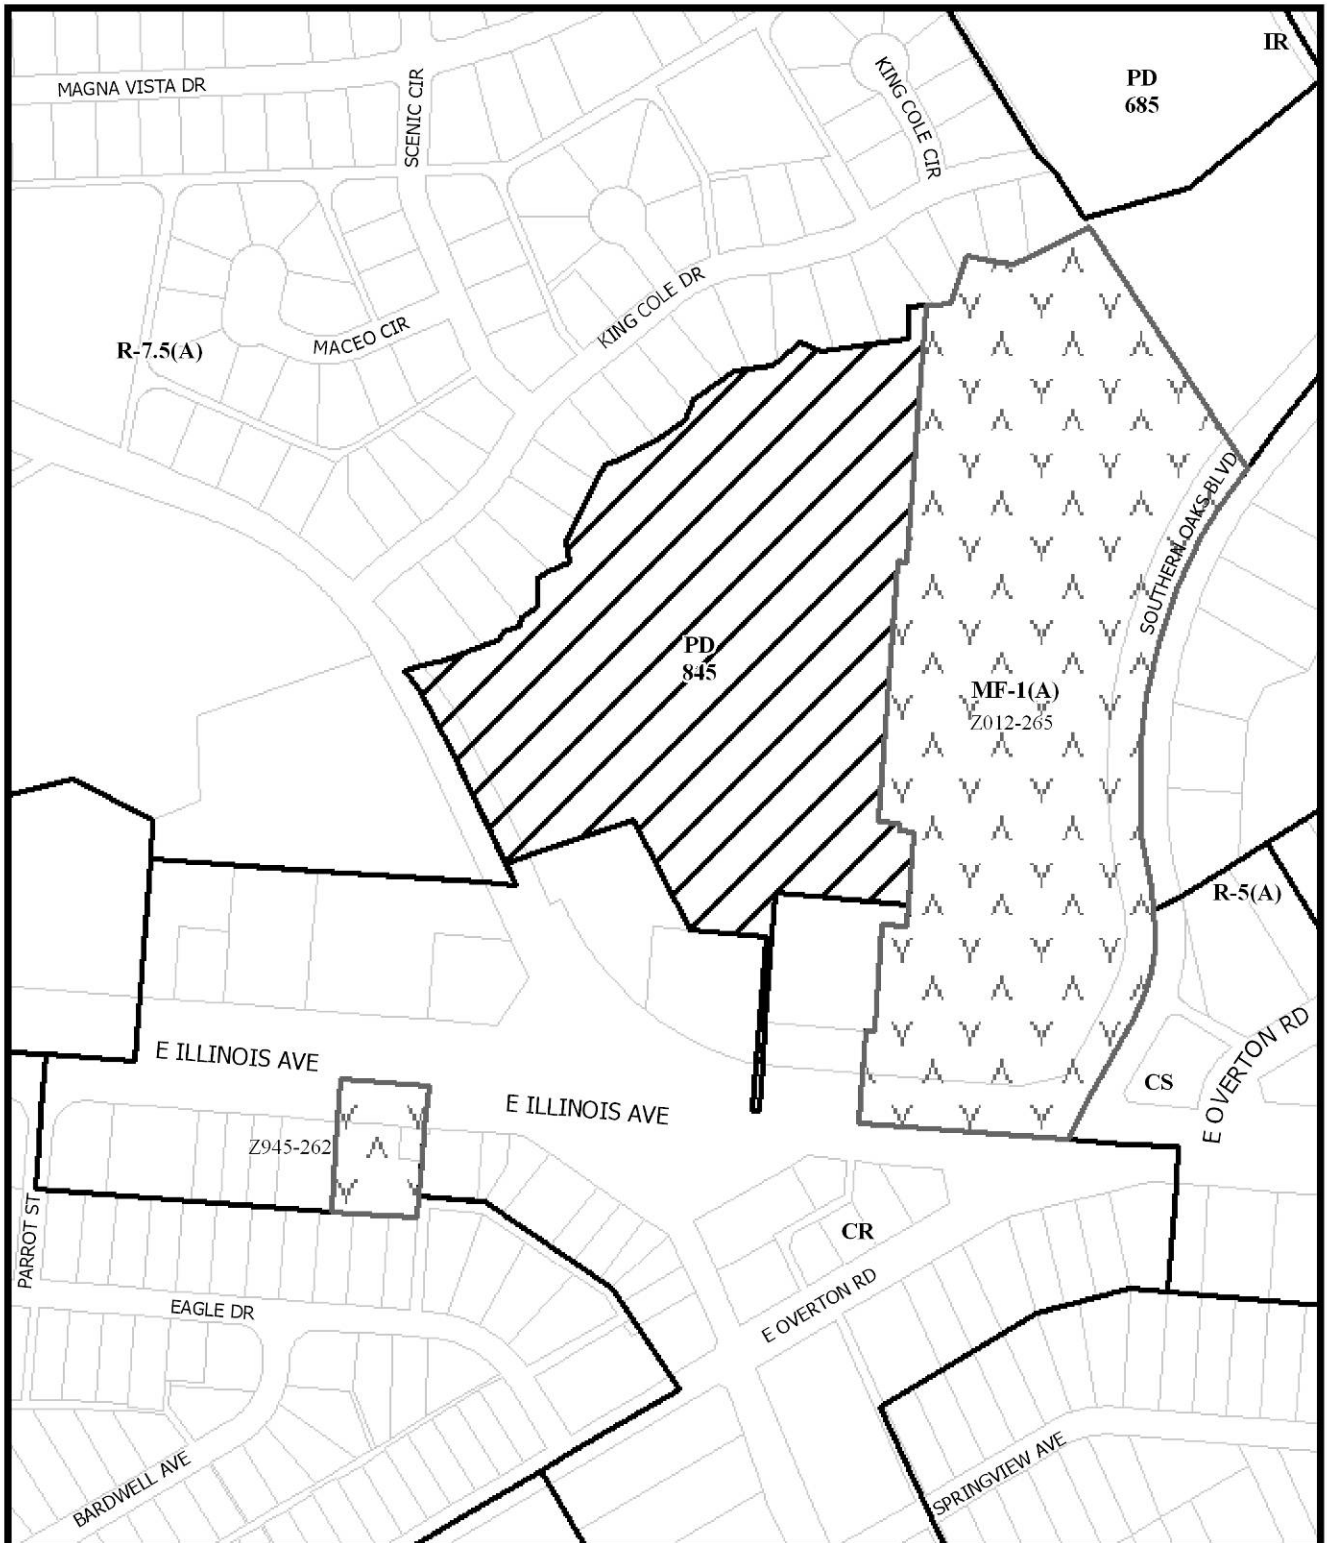 IR
PD
685
MAGNA VISTA DR
SCENIC CIR
KING COLE CIR
KING COLE DR
MACEO CIR
R-7.5(A)
SOUTHERN OAKS BLVD
PD
845
MF-1(A)
Z012-265
R-5(A)
E OVERTON RD
E ILLINOIS AVE
CS
E ILLINOIS AVE
Z945-262
PARROT ST
CR
E OVERTON RD
EAGLE DR
BARDWELL AVE
SPRINGVIEW AVE